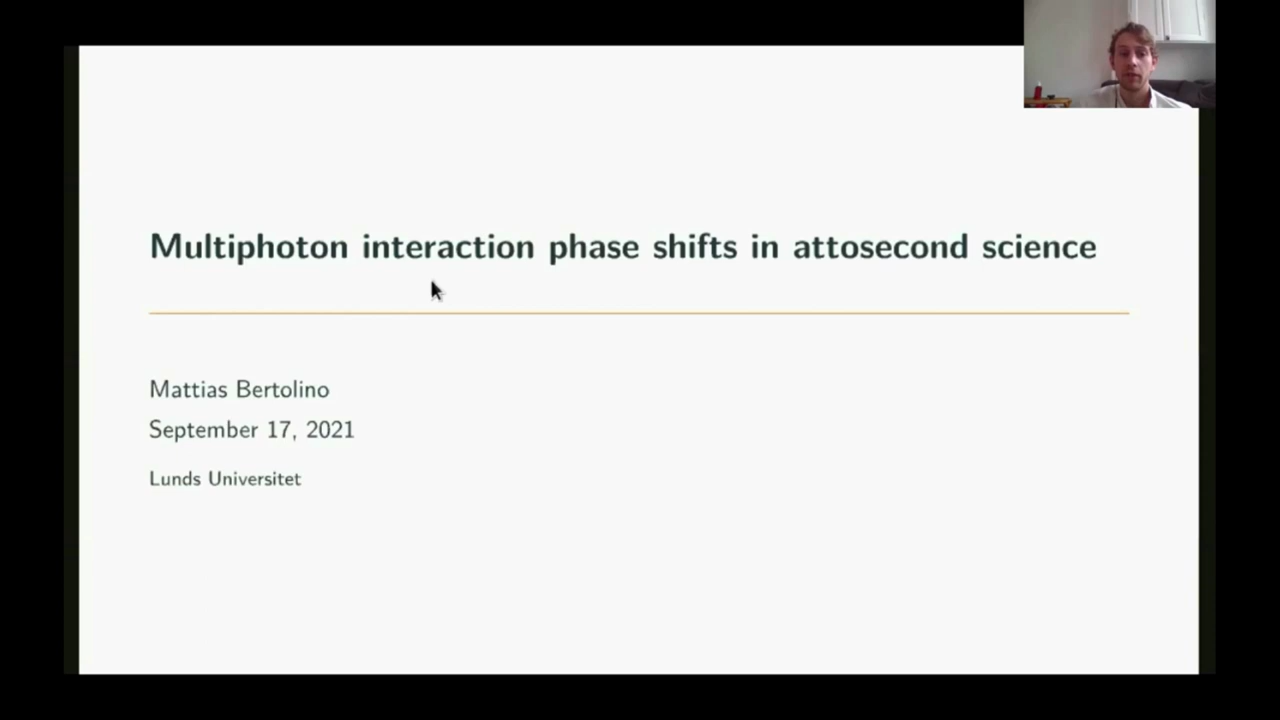 Multiphoton interaction phase shifts in attosecond science
Mattias Bertolino
September 17, 2021
Lunds Universitet